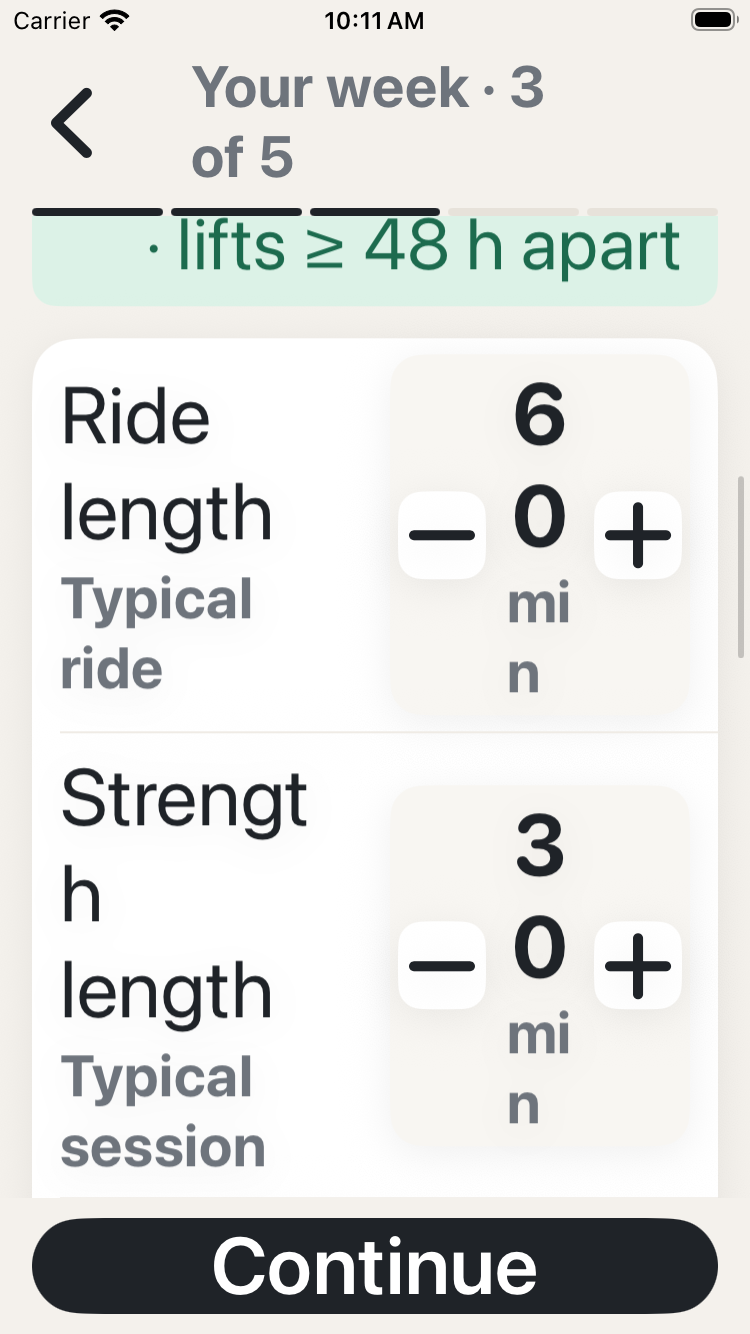 Carrier
10:11 AM
Your week · 3
of 5
· lifts ≥ 48 h apart
Ride
length
Typical
ride
6
0
mi
n
Strengt
h
length
Typical
session
3
0
mi
n
Continue